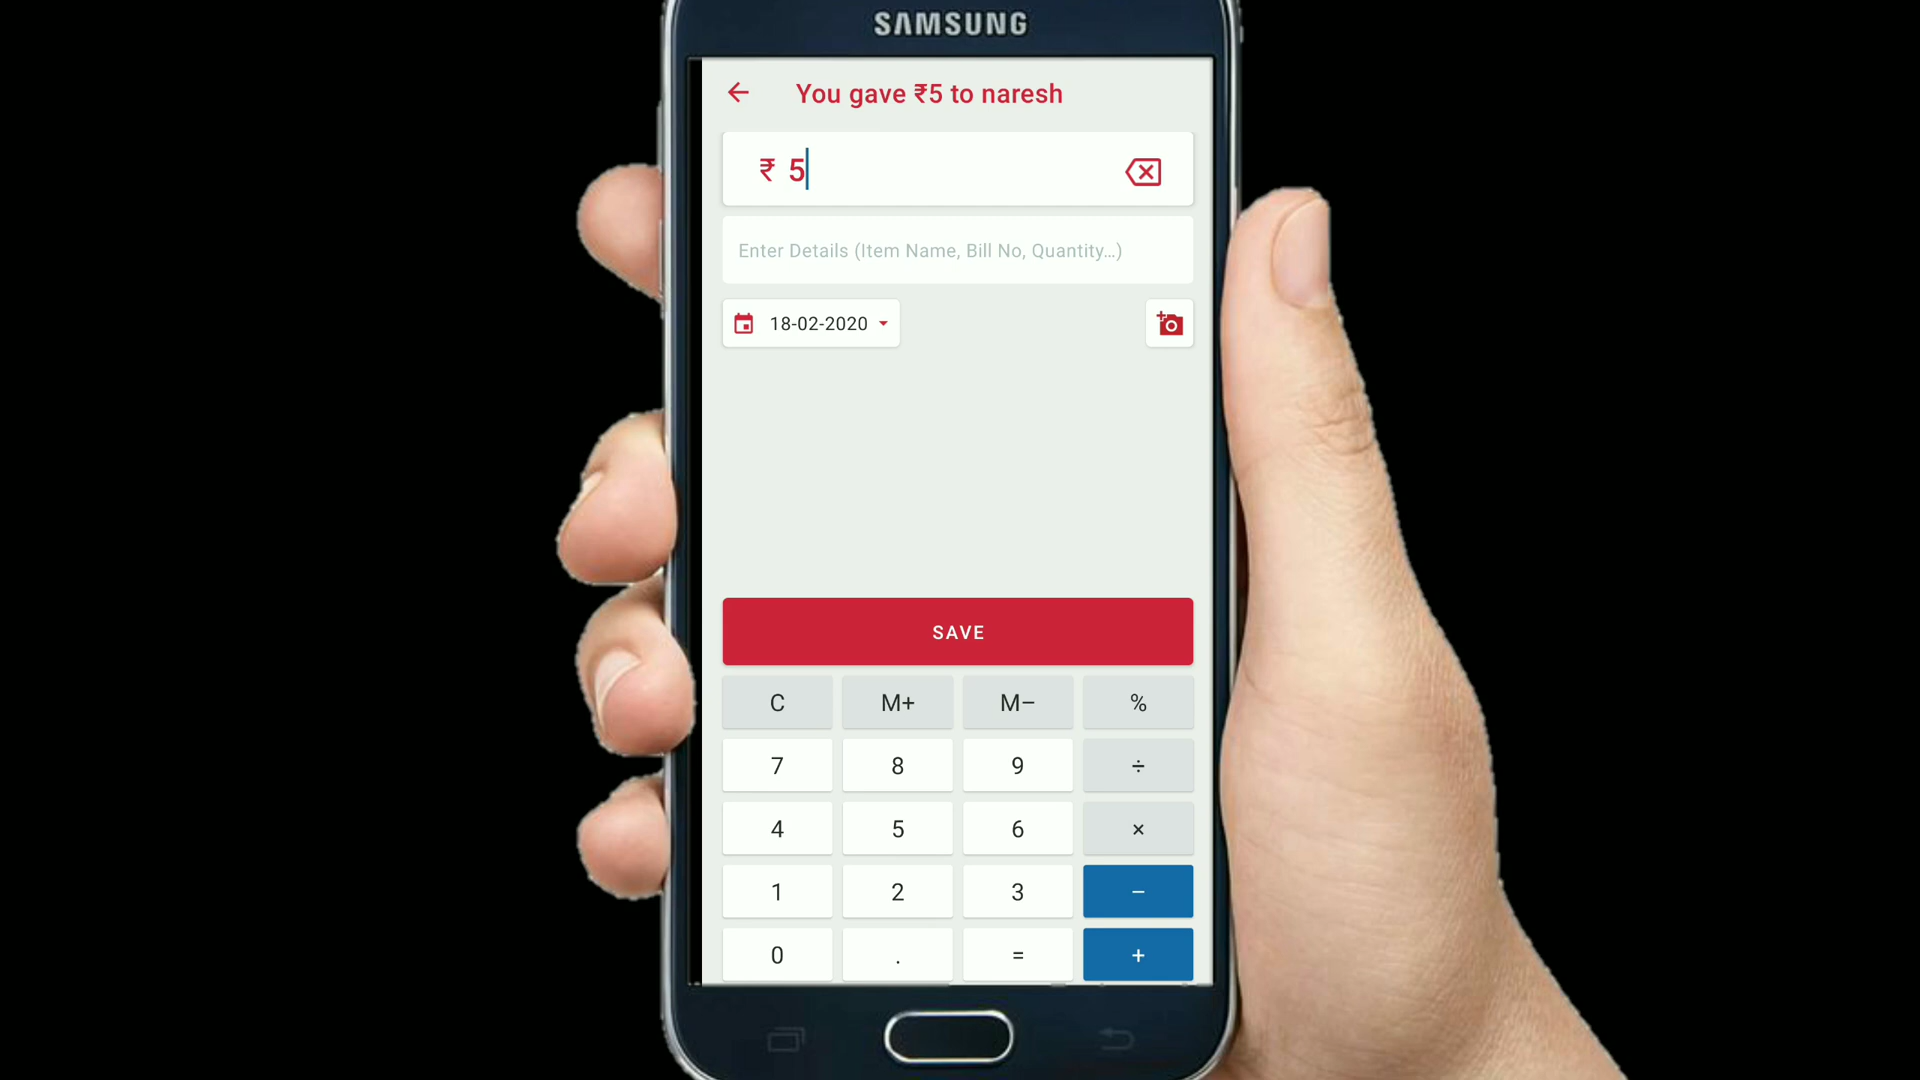 SAMSUNG
You gave ₹5 to naresh
₹ 5
Enter Details (Item Name, Bill No, Quantity...)
18-02-2020
SAVE
C M+ M− %
7 8 9 ÷
4 5 6 ×
1 2 3 −
0 . = +